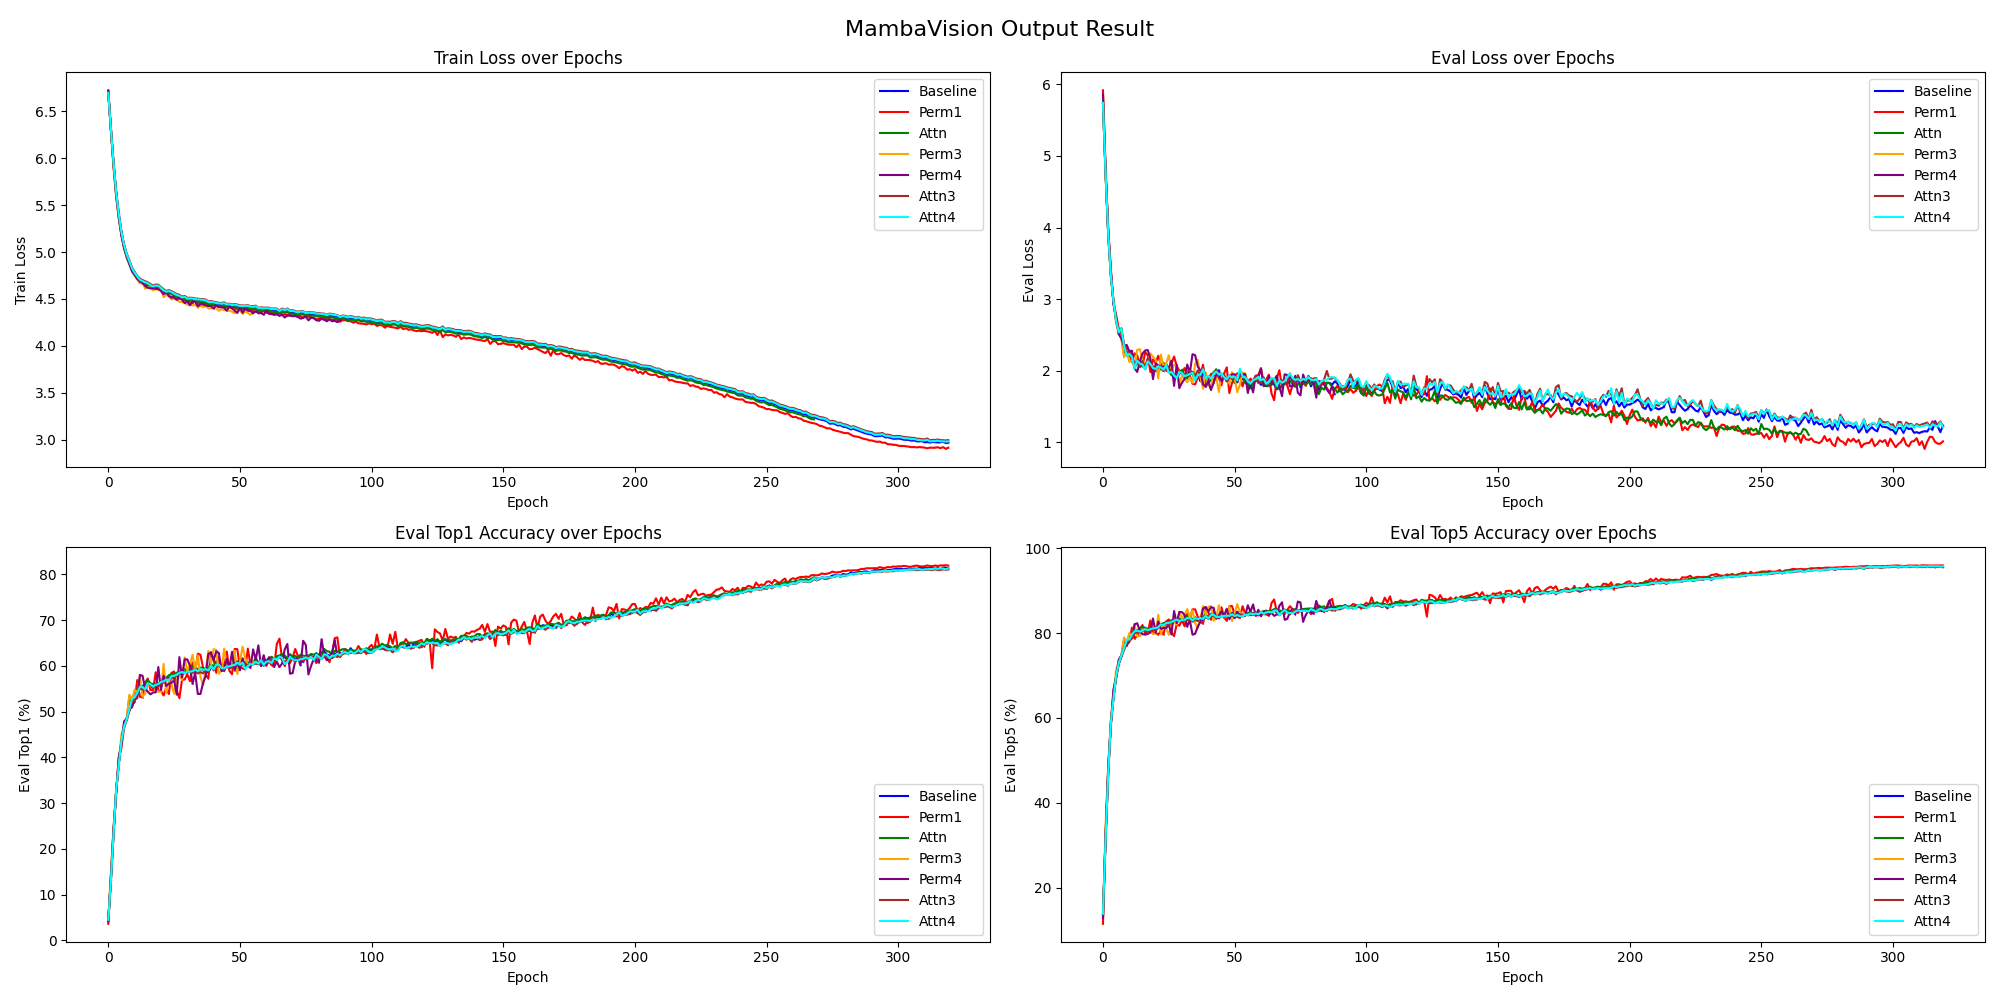 MambaVision Output Result
Train Loss over Epochs
Train Loss
6.5
6.0
5.5
5.0
4.5
4.0
3.5
3.0
0 50 100 150 200 250 300
Epoch
Baseline
Perm1
Attn
Perm3
Perm4
Attn3
Attn4
Eval Loss over Epochs
Eval Loss
6
5
4
3
2
1
0 50 100 150 200 250 300
Epoch
Baseline
Perm1
Attn
Perm3
Perm4
Attn3
Attn4
Eval Top1 Accuracy over Epochs
Eval Top1 (%)
80
70
60
50
40
30
20
10
0
0 50 100 150 200 250 300
Epoch
Baseline
Perm1
Attn
Perm3
Perm4
Attn3
Attn4
Eval Top5 Accuracy over Epochs
Eval Top5 (%)
100
80
60
40
20
0 50 100 150 200 250 300
Epoch
Baseline
Perm1
Attn
Perm3
Perm4
Attn3
Attn4